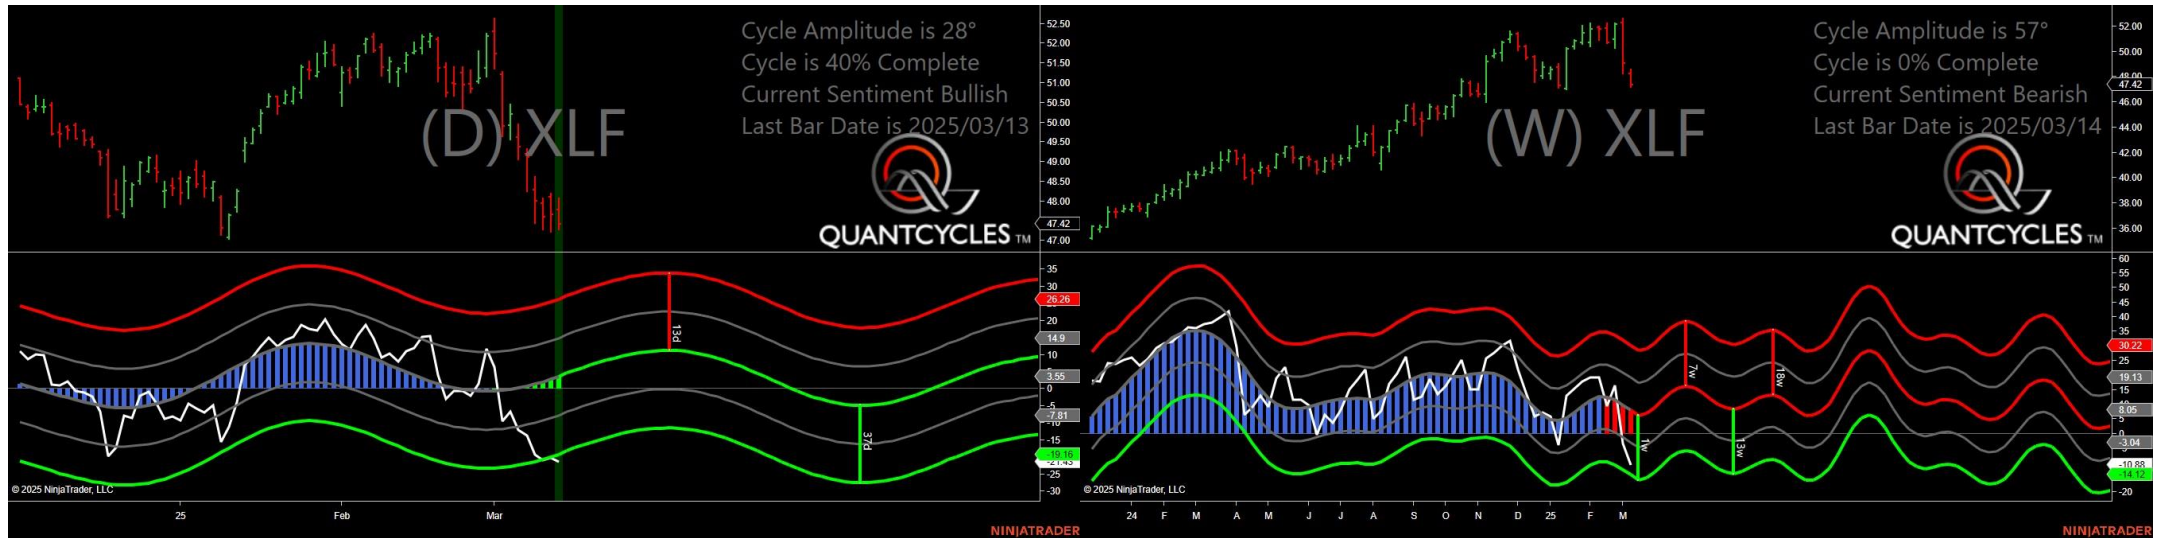 Cycle Amplitude is 28°
Cycle is 40% Complete
Current Sentiment Bullish
Last Bar Date is 2025/03/13
(D) XLF
QUANTCYCLES TM
52.50
52.00
51.50
51.00
50.50
50.00
49.50
49.00
48.50
48.00
47.42
47.00
35
30
26.26
20
14.9
10
3.55
0
-5
-7.81
-10
-15
-19.16
-21.43
-25
-30
13d
37d
© 2025 NinjaTrader, LLC
25
Feb
Mar
NINJATRADER
Cycle Amplitude is 57°
Cycle is 0% Complete
Current Sentiment Bearish
Last Bar Date is 2025/03/14
(W) XLF
QUANTCYCLES TM
52.00
50.00
48.00
47.42
46.00
44.00
42.00
40.00
38.00
36.00
60
55
50
45
40
35
30.22
25
19.13
15
8.05
5
0
-3.04
-10.88
-14.12
-20
1w
7w
13w
18w
© 2025 NinjaTrader, LLC
24 F M A M J J A S O N D 25 F M
NINJATRADER